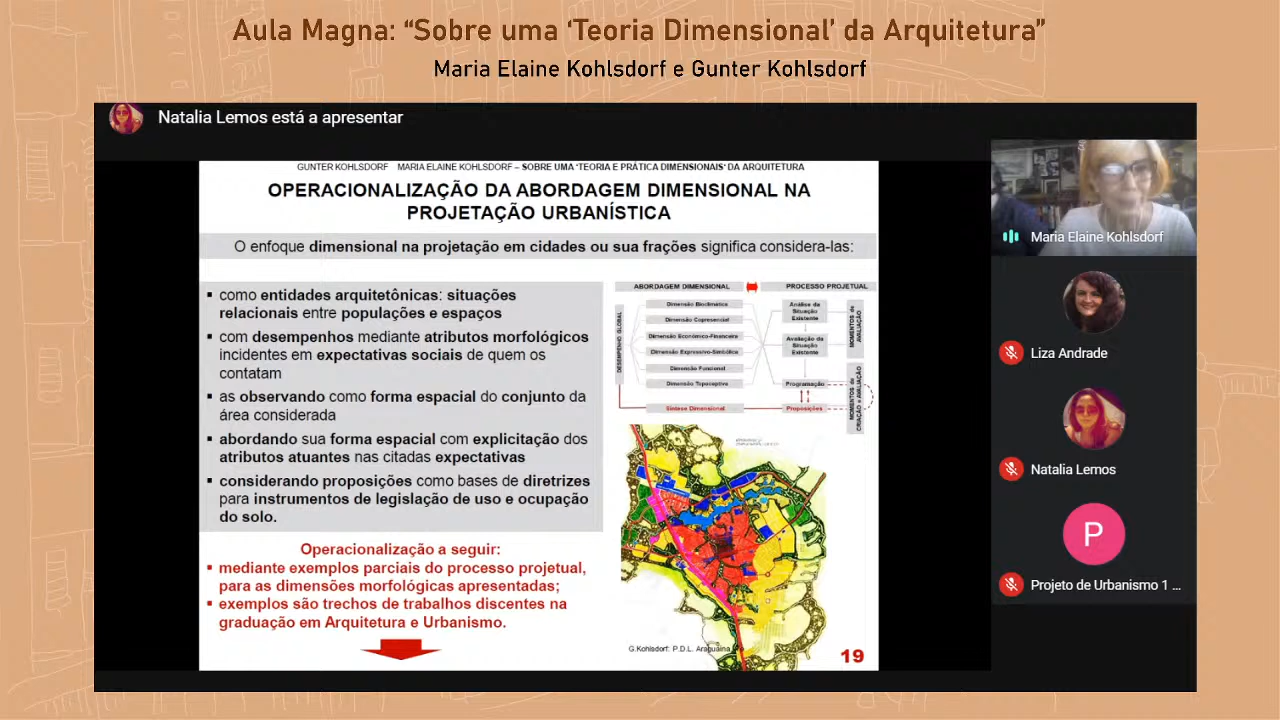 Aula Magna: “Sobre uma ‘Teoria Dimensional’ da Arquitetura”
Maria Elaine Kohlsdorf e Gunter Kohlsdorf
Natalia Lemos está a apresentar
GUNTER KOHLSDORF MARIA ELAINE KOHLSDORF – SOBRE UMA ‘TEORIA E PRÁTICA DIMENSIONAIS’ DA ARQUITETURA
OPERACIONALIZAÇÃO DA ABORDAGEM DIMENSIONAL NA
PROJETAÇÃO URBANÍSTICA
O enfoque dimensional na projetação em cidades ou sua frações significa considera-las:
▪ como entidades arquitetônicas: situações
relacionais entre populações e espaços
▪ com desempenhos mediante atributos morfológicos
incidentes em expectativas sociais de quem os
contatam
▪ as observando como forma espacial do conjunto da
área considerada
▪ abordando sua forma espacial com explicitação dos
atributos atuantes nas citadas expectativas
▪ considerando proposições como bases de diretrizes
para instrumentos de legislação de uso e ocupação
do solo.
Operacionalização a seguir:
▪ mediante exemplos parciais do processo projetual,
para as dimensões morfológicas apresentadas;
▪ exemplos são trechos de trabalhos discentes na
graduação em Arquitetura e Urbanismo.
ABORDAGEM DIMENSIONAL
PROCESSO PROJETUAL
DESEMPENHO GLOBAL
Dimensão Bioclimática
Dimensão Copresencial
Dimensão Econômico-Financeira
Dimensão Expressivo-Simbólica
Dimensão Funcional
Dimensão Topoceptiva
Síntese Dimensional
Análise da
Situação
Existente
Avaliação da
Situação
Existente
Programação
Proposições
MOMENTOS de
AVALIAÇÃO
MOMENTOS de
CRIAÇÃO e AVALIAÇÃO
G.Kohlsdorf: P.D.L. Araguaína
19
Maria Elaine Kohlsdorf
Liza Andrade
Natalia Lemos
P
Projeto de Urbanismo 1 ...